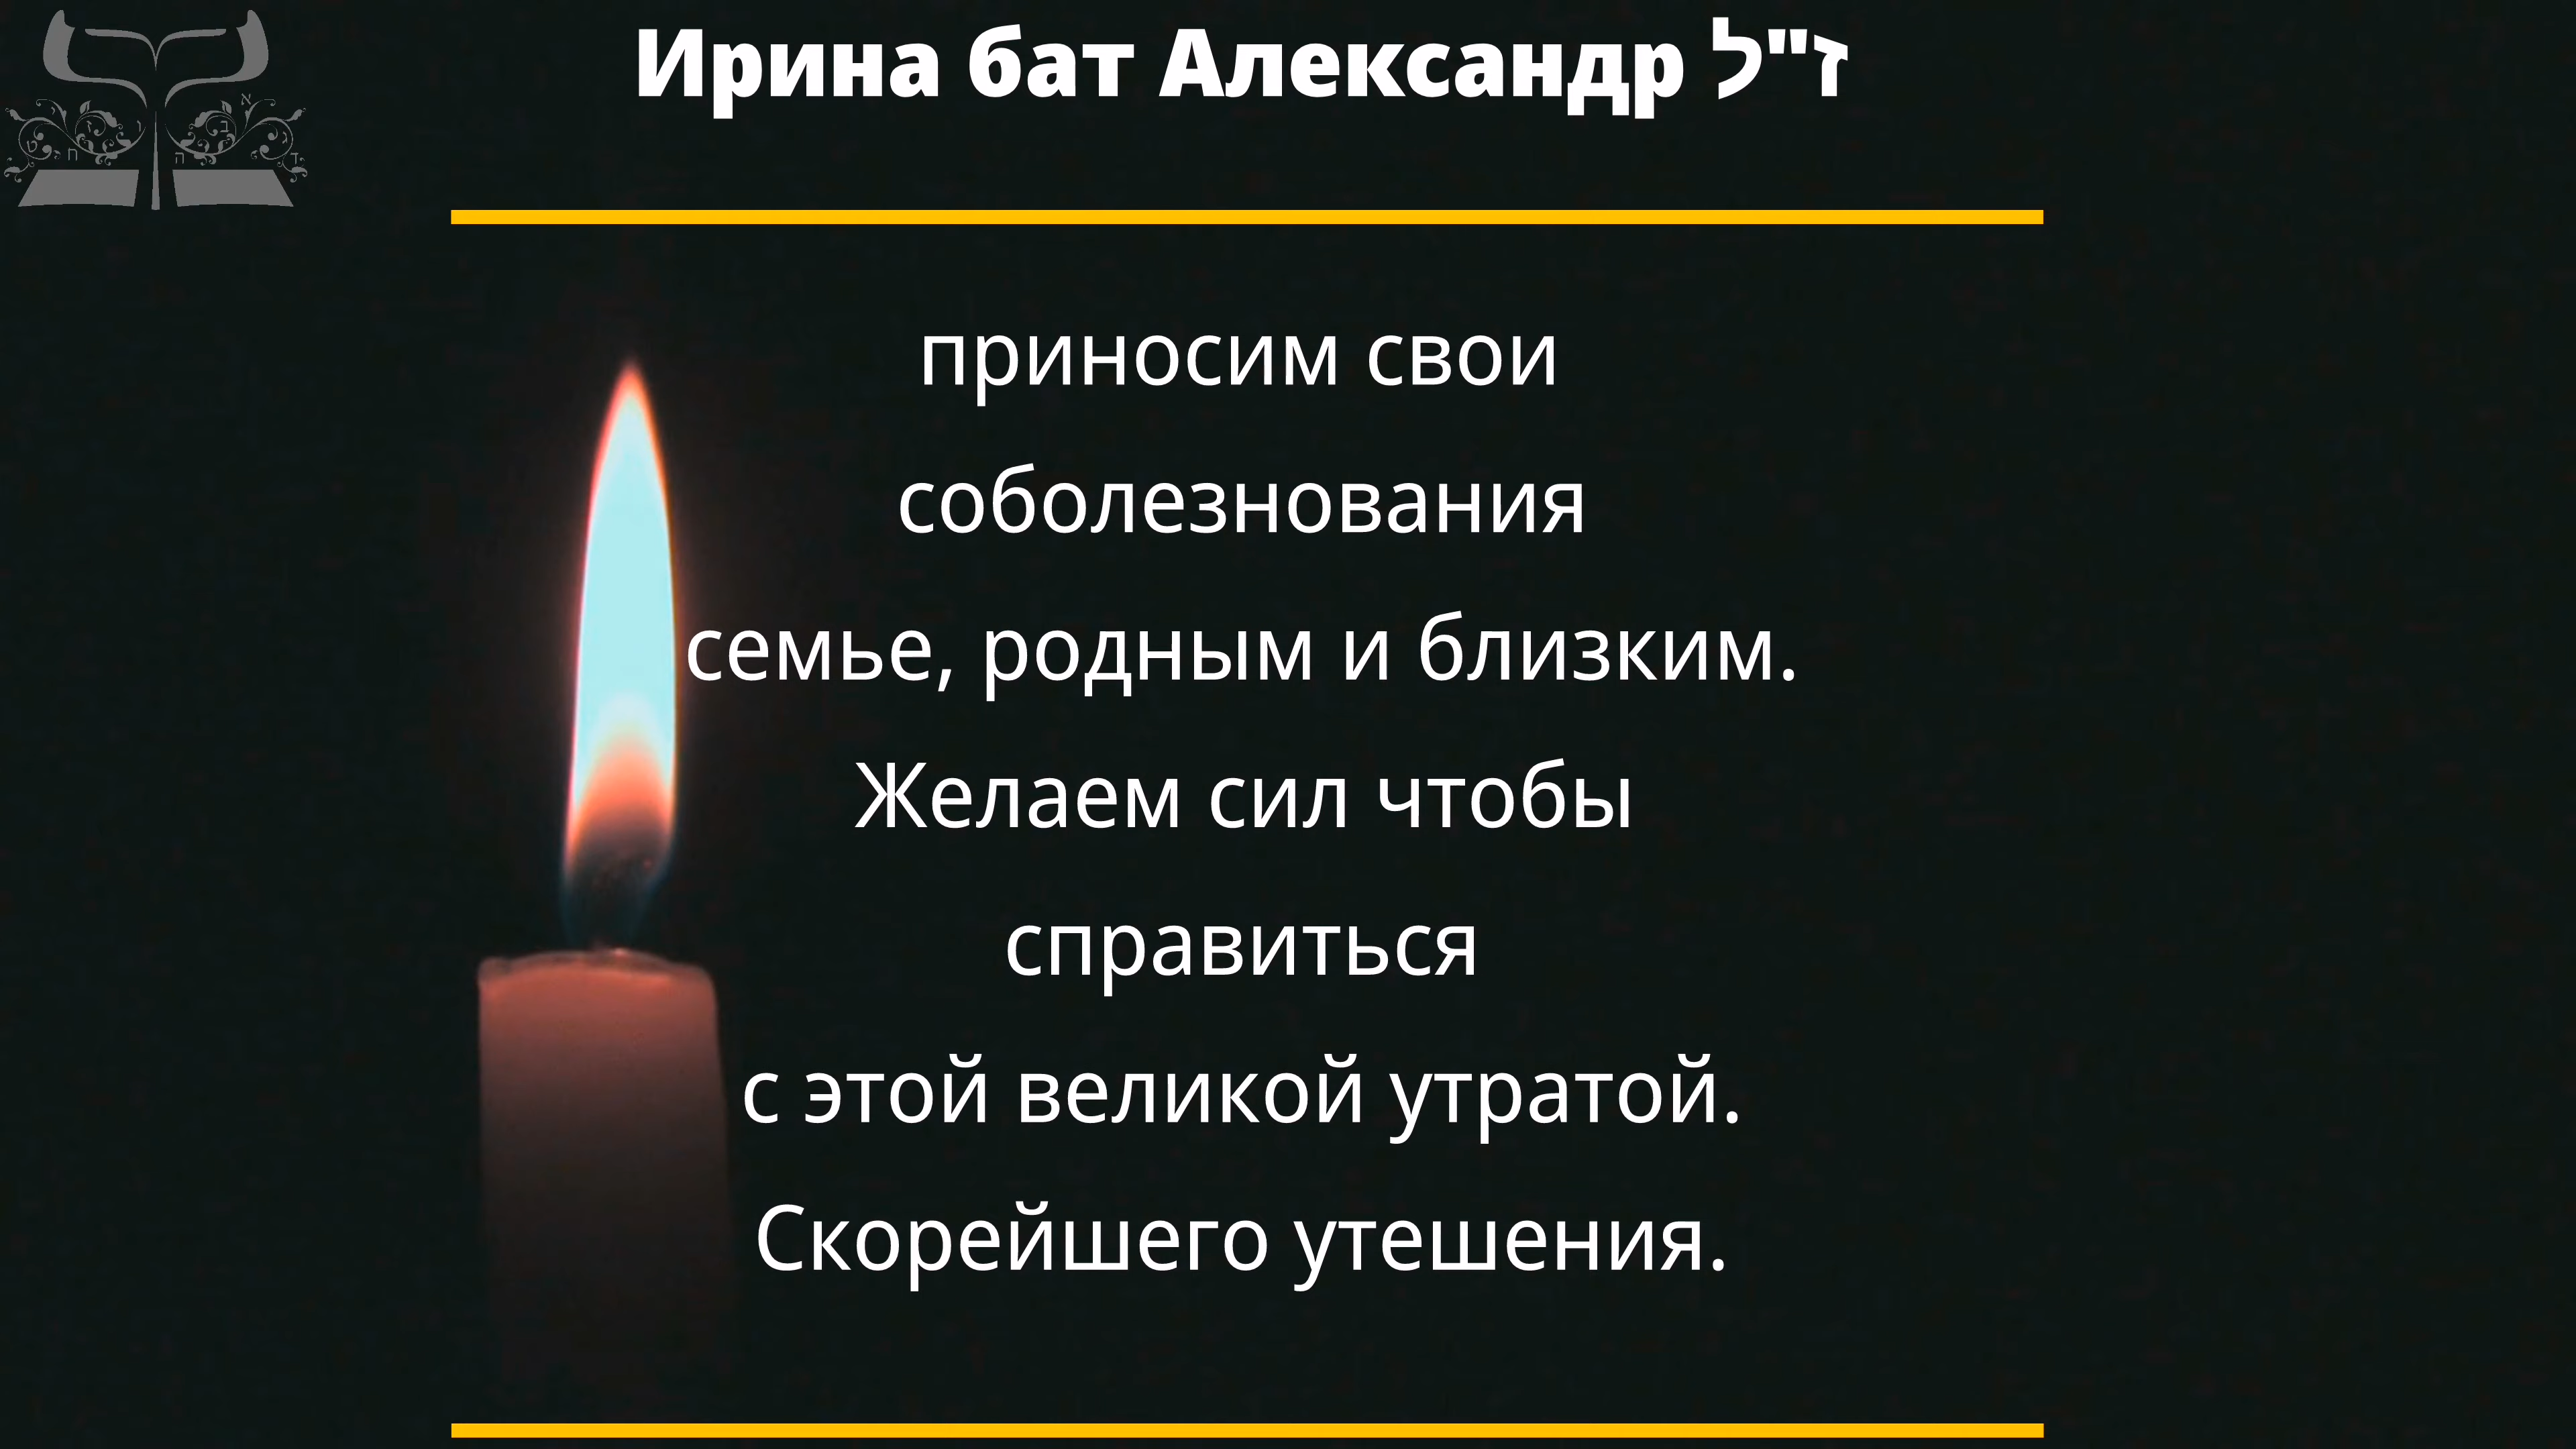 Ирина бат Александр ז"ל
приносим свои
соболезнования
семье, родным и близким.
Желаем сил чтобы
справиться
с этой великой утратой.
Скорейшего утешения.